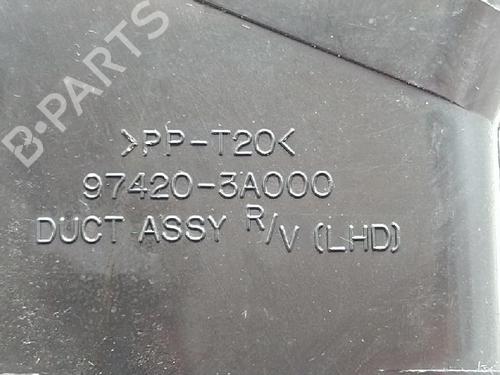 B-PARTS
>PP-T20<
97420-3A000
DUCT ASSY R/V (LHD)